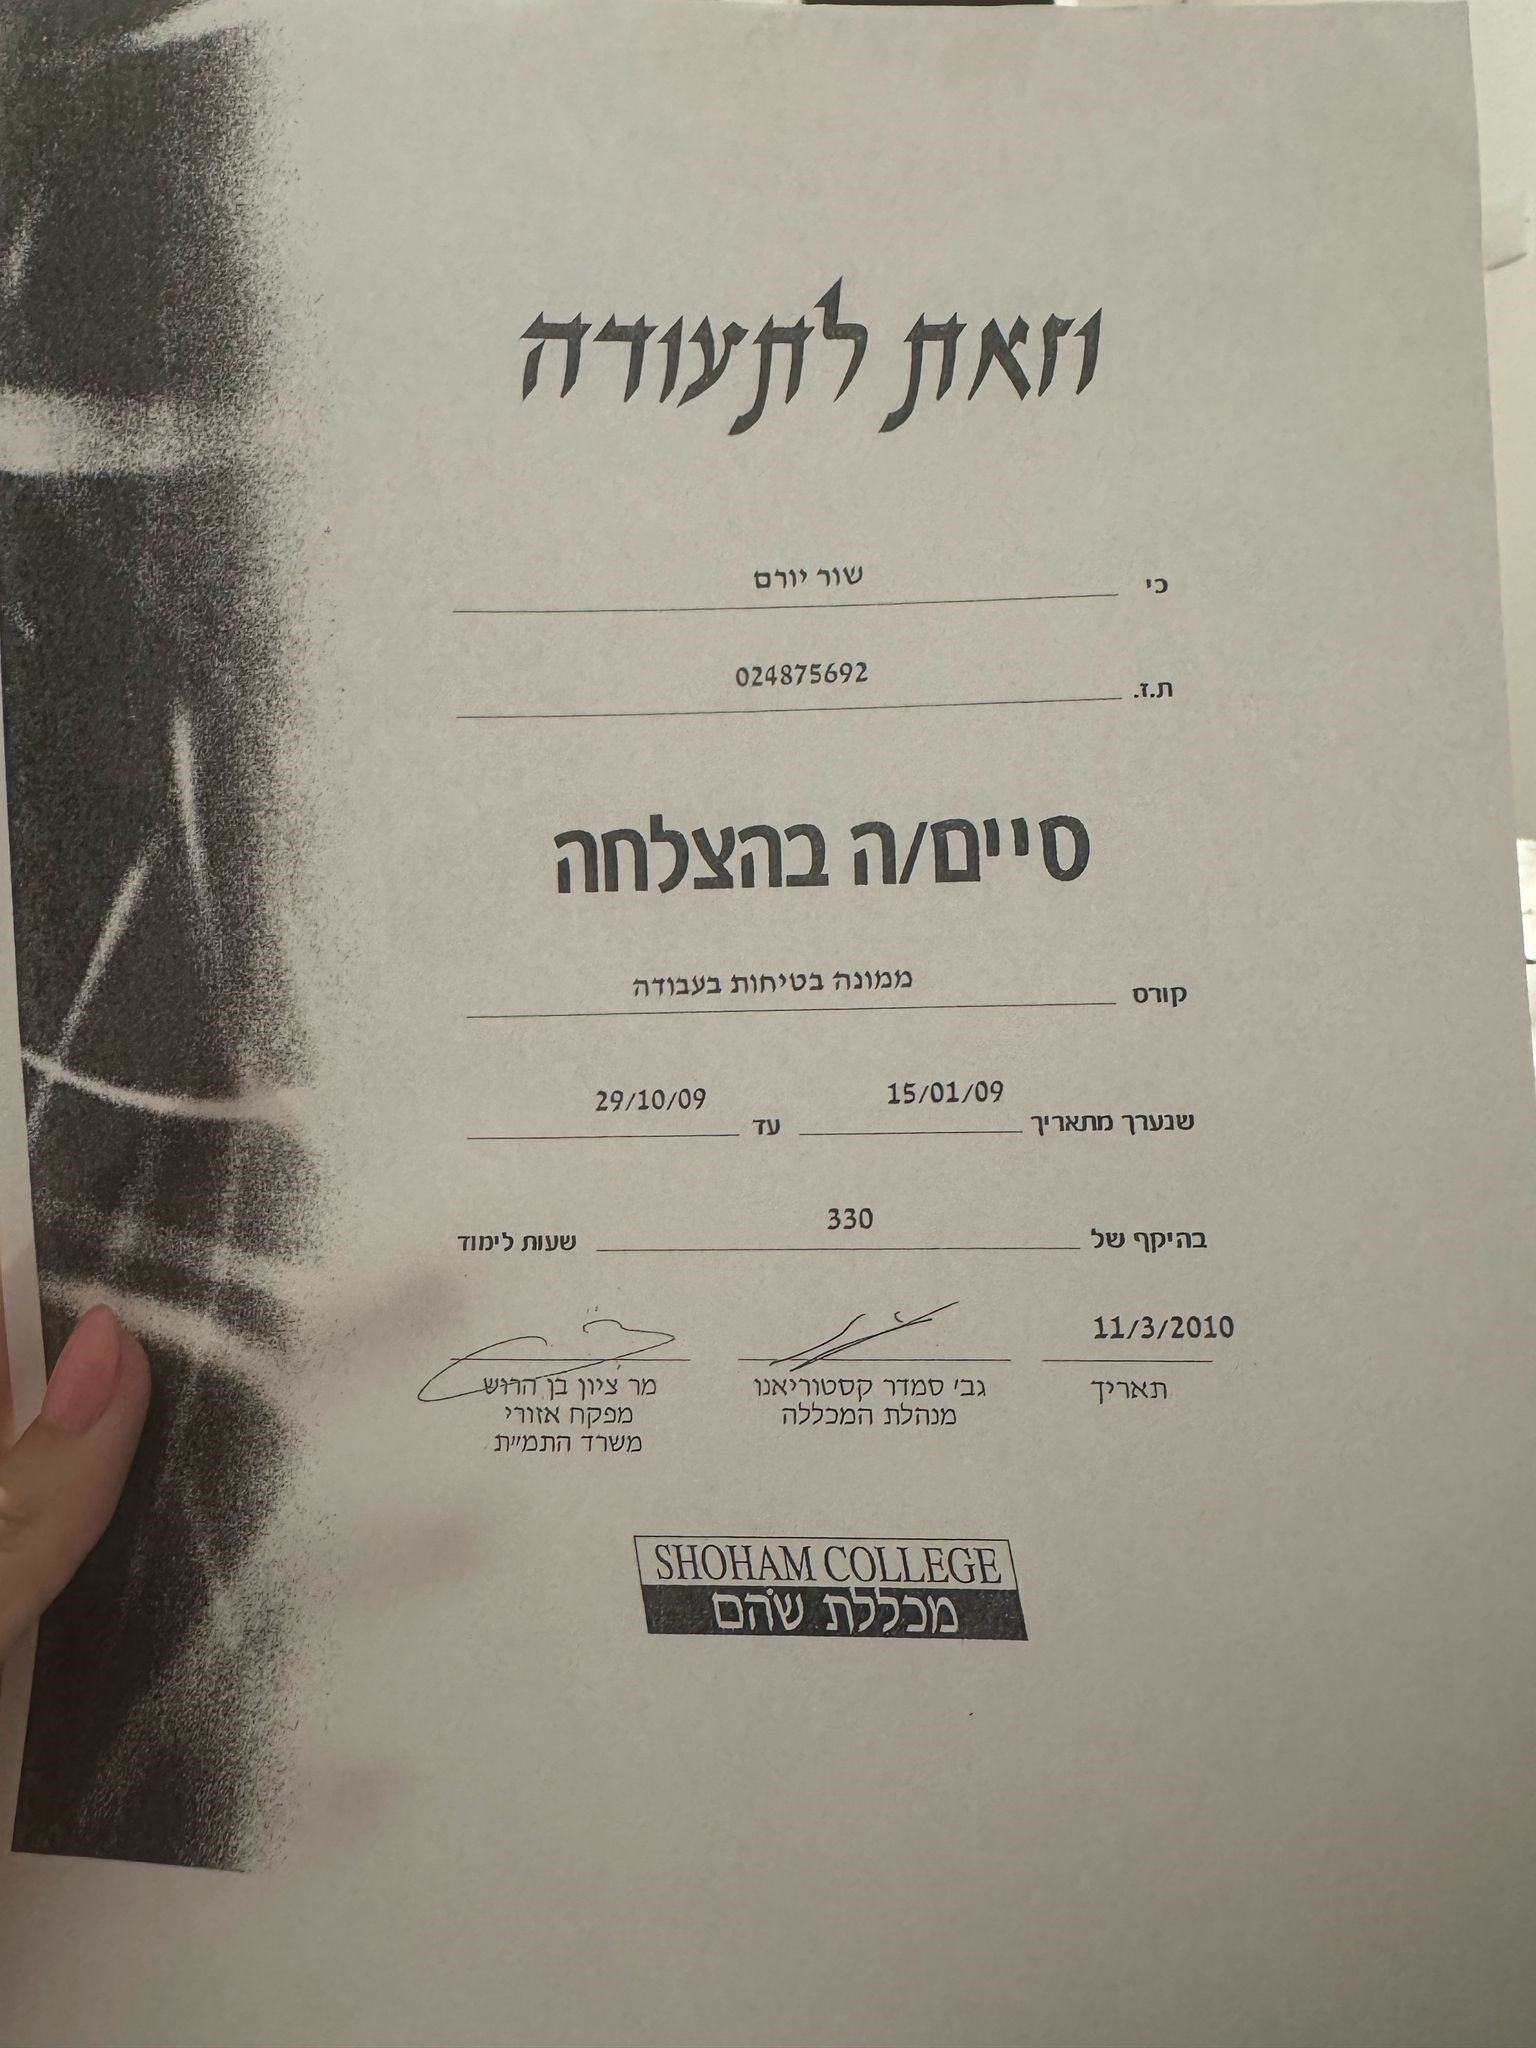 וזאת לתעודה
כי שור יורם
ת.ז. 024875692
סיים/ה בהצלחה
קורס ממונה בטיחות בעבודה
שנערך מתאריך 15/01/09 עד 29/10/09
בהיקף של 330 שעות לימוד
11/3/2010
תאריך גב' סמדר קסטוריאנו מר ציון בן הרוש
מנהלת המכללה מפקח אזורי
משרד התמ"ת
SHOHAM COLLEGE
מכללת שֹהם